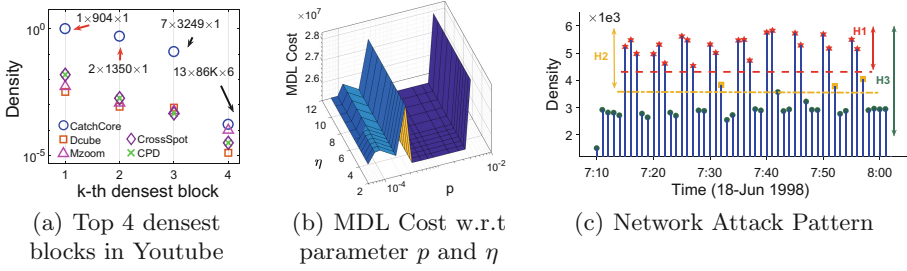 1×904×1
7×3249×1
2×1350×1
13×86K×6
10^0
10^-5
Density
CatchCore
Dcube
Mzoom
CrossSpot
CPD
1 2 3 4
k-th densest block
(a) Top 4 densest
blocks in Youtube
×10^7
2.8
2.7
2.6
MDL Cost
12
10
8
6
4
2
η
10^-4
10^-2
p
(b) MDL Cost w.r.t
parameter p and η
×1e3
6
5
4
3
2
Density
H1
H2
H3
7:10 7:20 7:30 7:40 7:50 8:00
Time (18-Jun 1998)
(c) Network Attack Pattern